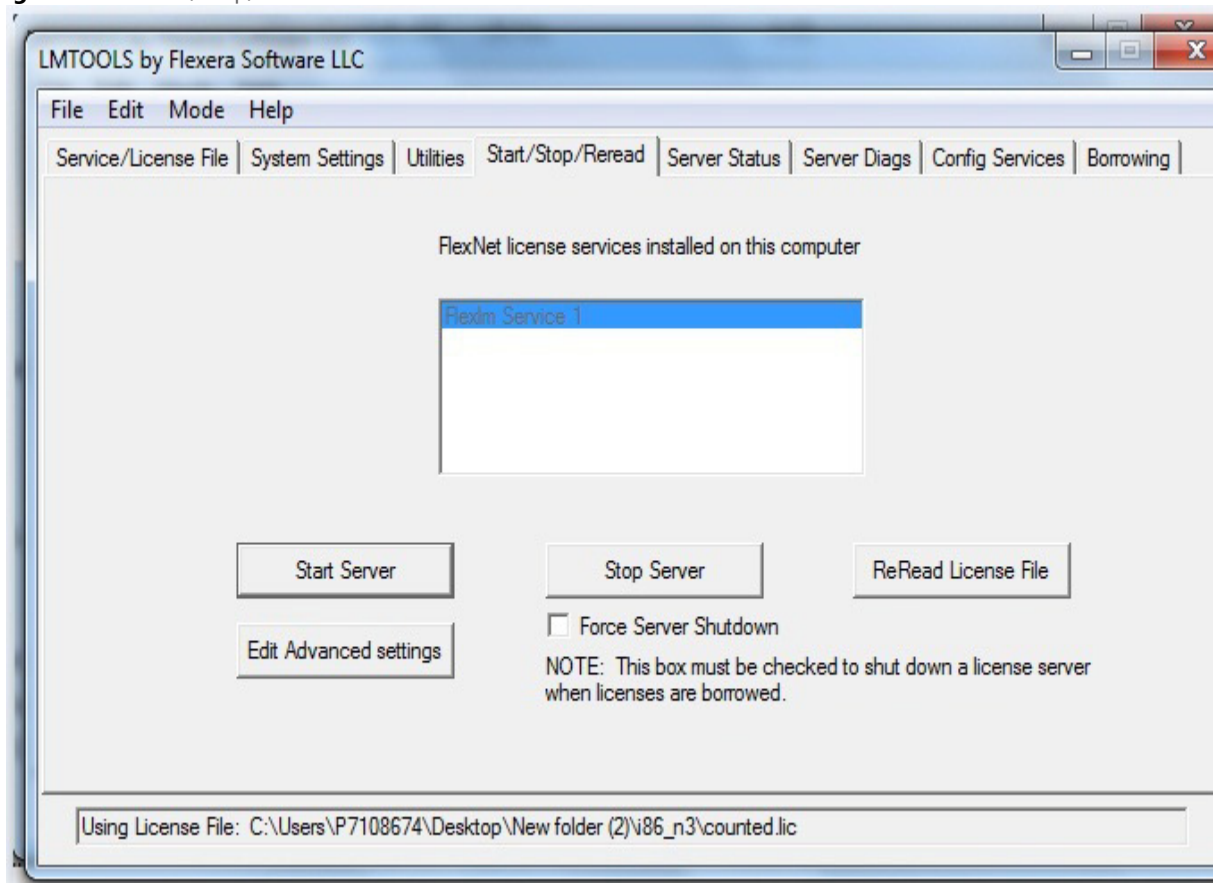 LMTOOLS by Flexera Software LLC
File Edit Mode Help
Service/License File System Settings Utilities Start/Stop/Reread Server Status Server Diags Config Services Borrowing
FlexNet license services installed on this computer
Flexlm Service 1
Start Server Stop Server ReRead License File
Force Server Shutdown
Edit Advanced settings
NOTE: This box must be checked to shut down a license server
when licenses are borrowed.
Using License File: C:\Users\P7108674\Desktop\New folder (2)\i86_n3\counted.lic